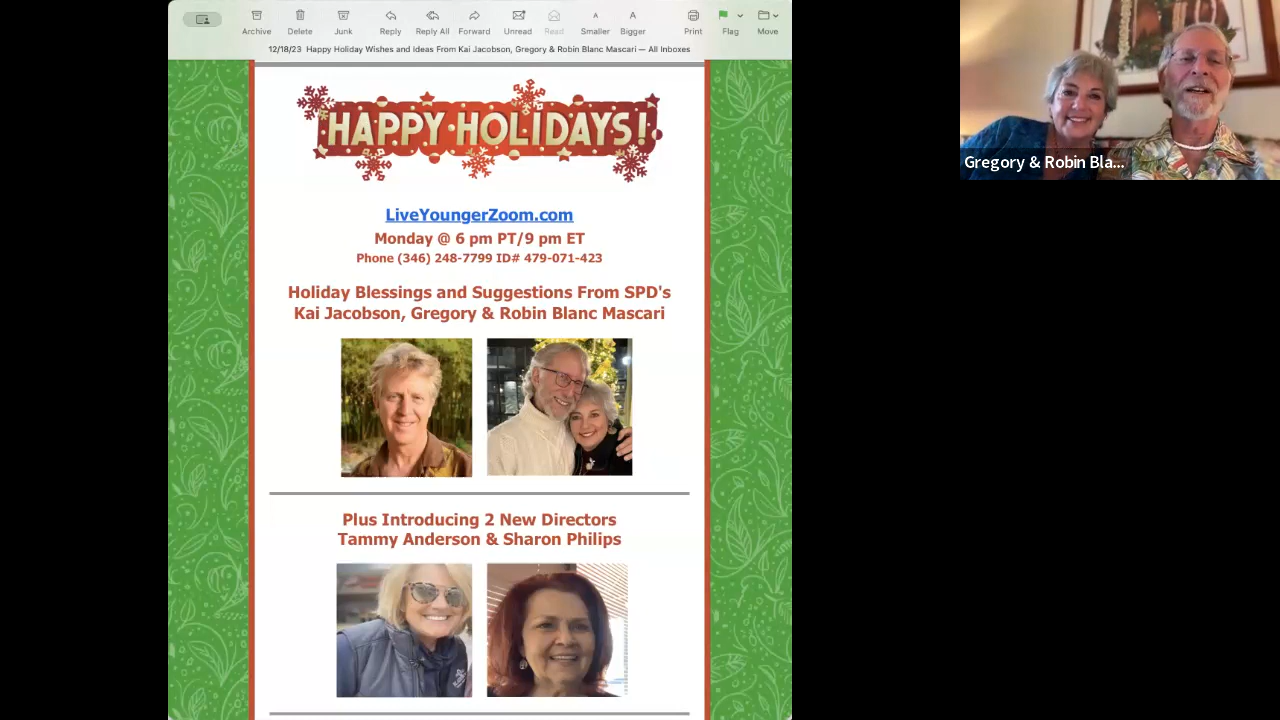 Archive Delete Junk Reply Reply All Forward Unread Read Smaller Bigger Print Flag Move
12/18/23 Happy Holiday Wishes and Ideas From Kai Jacobson, Gregory & Robin Blanc Mascari — All Inboxes
HAPPY HOLIDAYS!
LiveYoungerZoom.com
Monday @ 6 pm PT/9 pm ET
Phone (346) 248-7799 ID# 479-071-423
Holiday Blessings and Suggestions From SPD's
Kai Jacobson, Gregory & Robin Blanc Mascari
Plus Introducing 2 New Directors
Tammy Anderson & Sharon Philips
Gregory & Robin Bla...